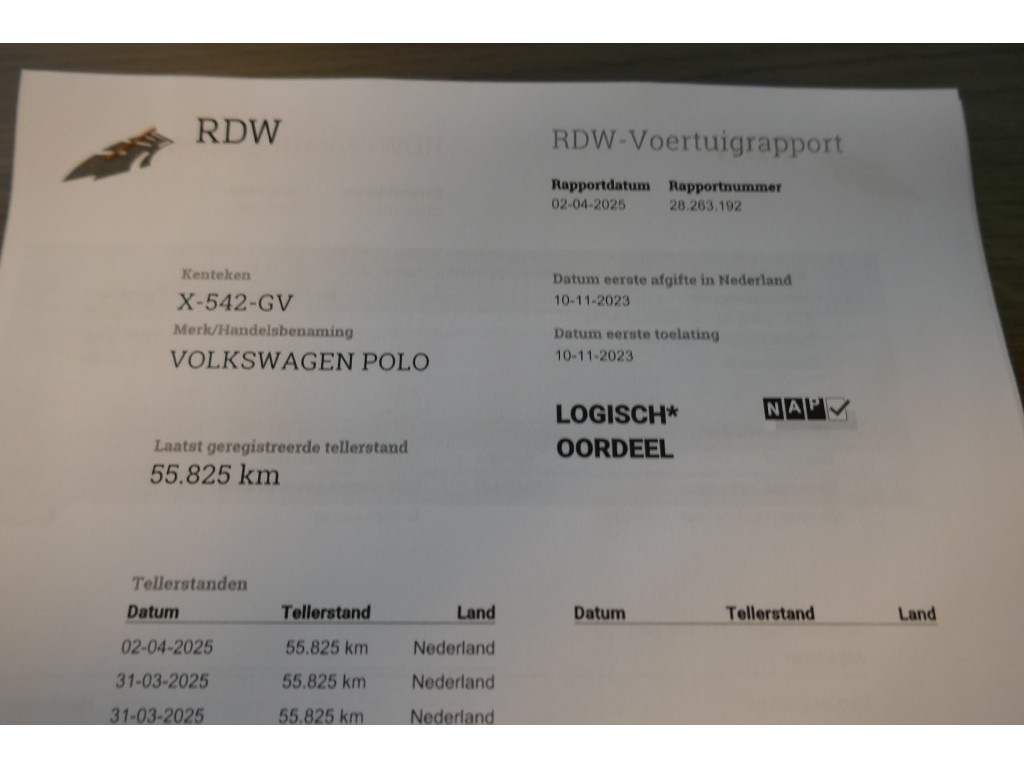 RDW
RDW-Voertuigrapport
Rapportdatum Rapportnummer
02-04-2025 28.263.192
Kenteken
X-542-GV
Merk/Handelsbenaming
VOLKSWAGEN POLO
Datum eerste afgifte in Nederland
10-11-2023
Datum eerste toelating
10-11-2023
LOGISCH*
OORDEEL
NAP
Laatst geregistreerde tellerstand
55.825 km
Tellerstanden
Datum Tellerstand Land
02-04-2025 55.825 km Nederland
31-03-2025 55.825 km Nederland
31-03-2025 55.825 km Nederland
Datum Tellerstand Land